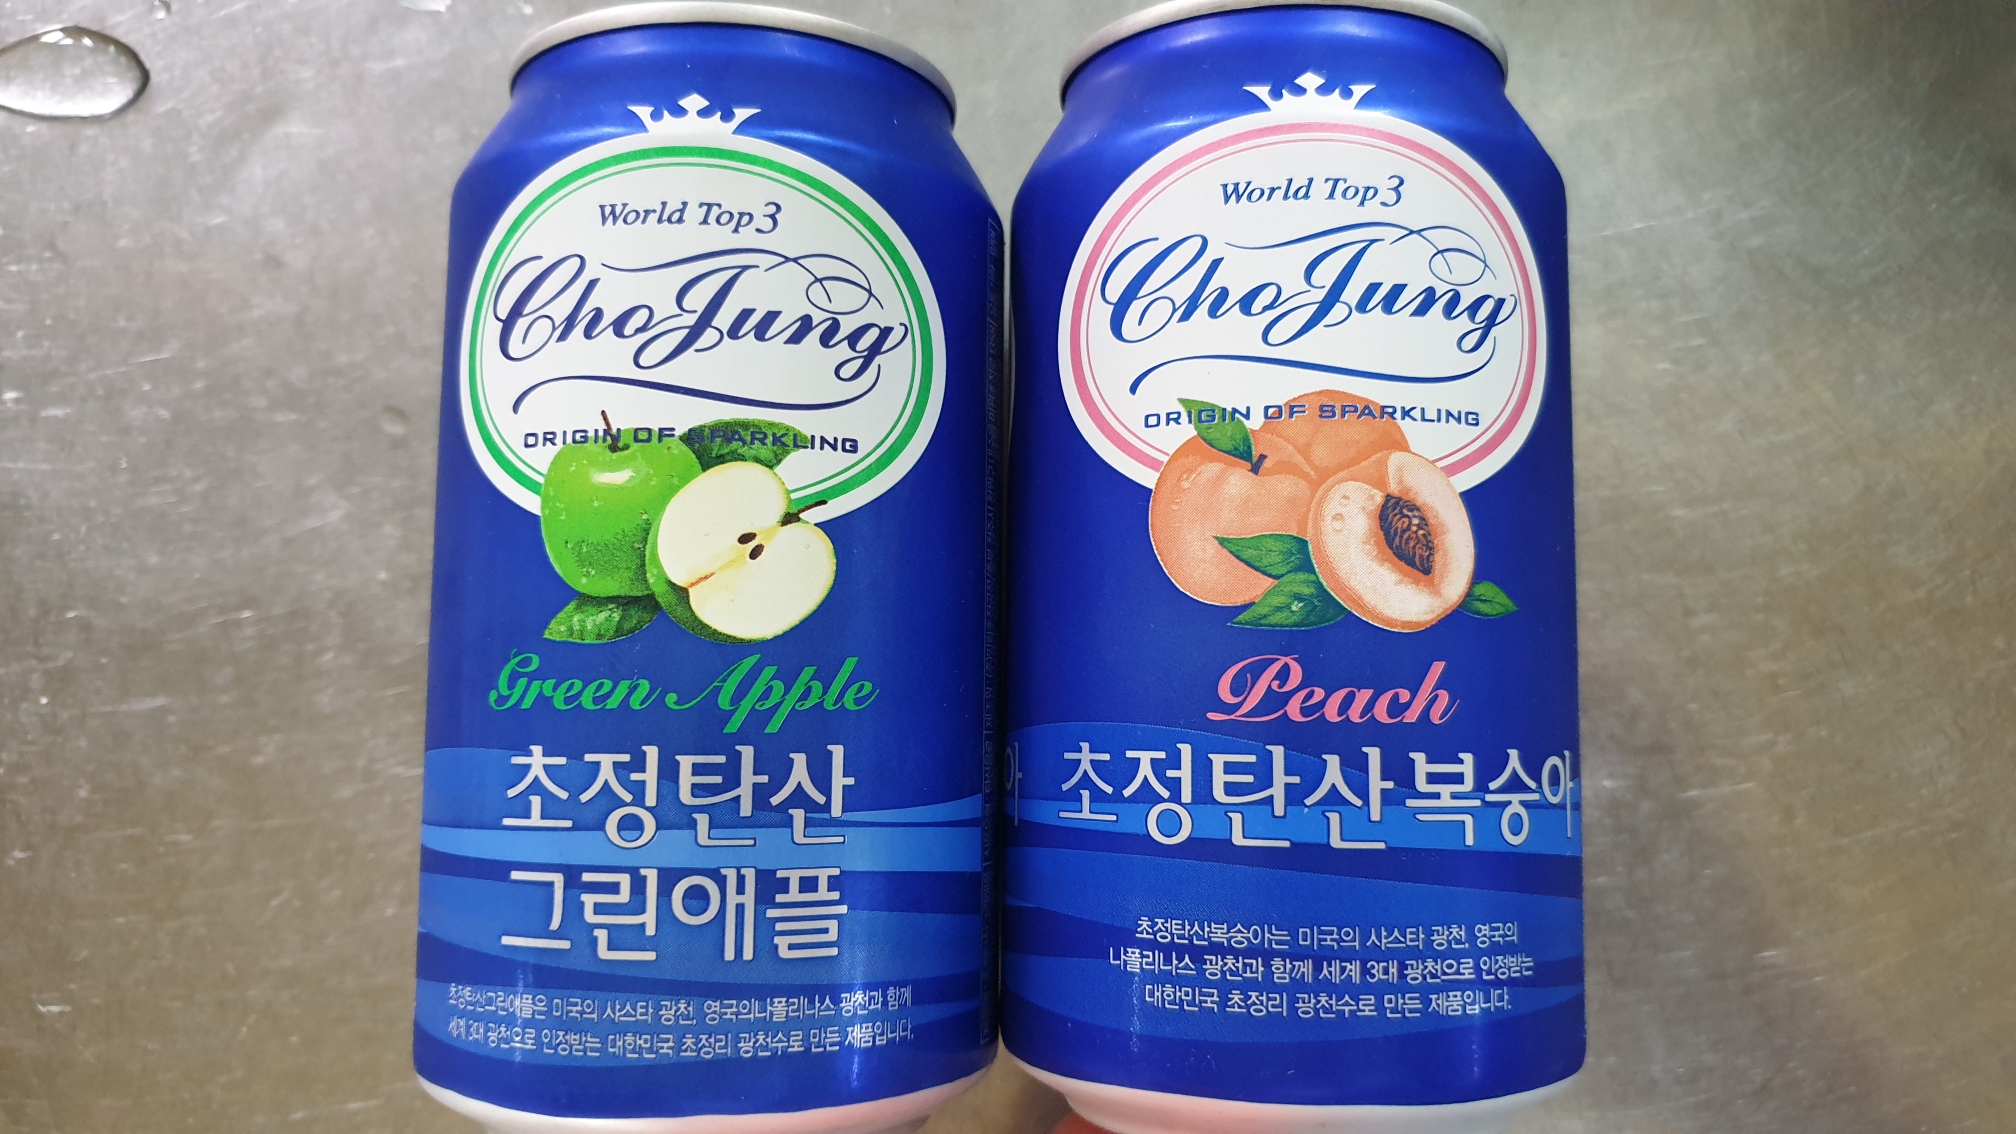 World Top 3
ChoJung
ORIGIN OF SPARKLING
Green Apple
초정탄산
그린애플
초정탄산그린애플은 미국의 샤스타 광천, 영국의나폴리나스 광천과 함께
세계 3대 광천으로 인정받는 대한민국 초정리 광천수로 만든 제품입니다.
World Top 3
ChoJung
ORIGIN OF SPARKLING
Peach
아
초정탄산복숭아
초정탄산복숭아는 미국의 샤스타 광천, 영국의
나폴리나스 광천과 함께 세계 3대 광천으로 인정받는
대한민국 초정리 광천수로 만든 제품입니다.